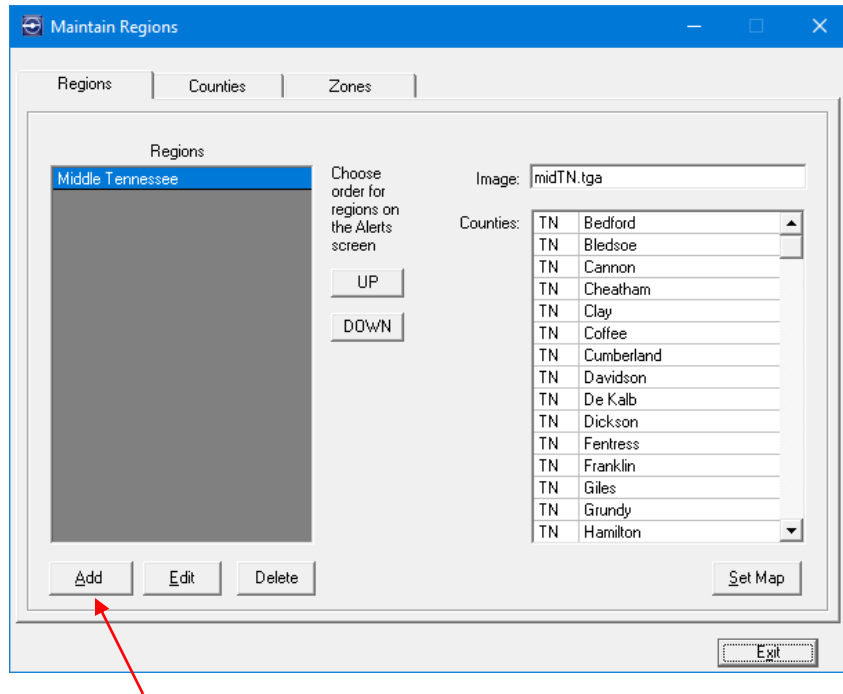 Maintain Regions
Regions
Counties
Zones
Regions
Middle Tennessee
Choose
order for
regions on
the Alerts
screen
UP
DOWN
Image: midTN.tga
Counties:
TN Bedford
TN Bledsoe
TN Cannon
TN Cheatham
TN Clay
TN Coffee
TN Cumberland
TN Davidson
TN De Kalb
TN Dickson
TN Fentress
TN Franklin
TN Giles
TN Grundy
TN Hamilton
Add
Edit
Delete
Set Map
Exit